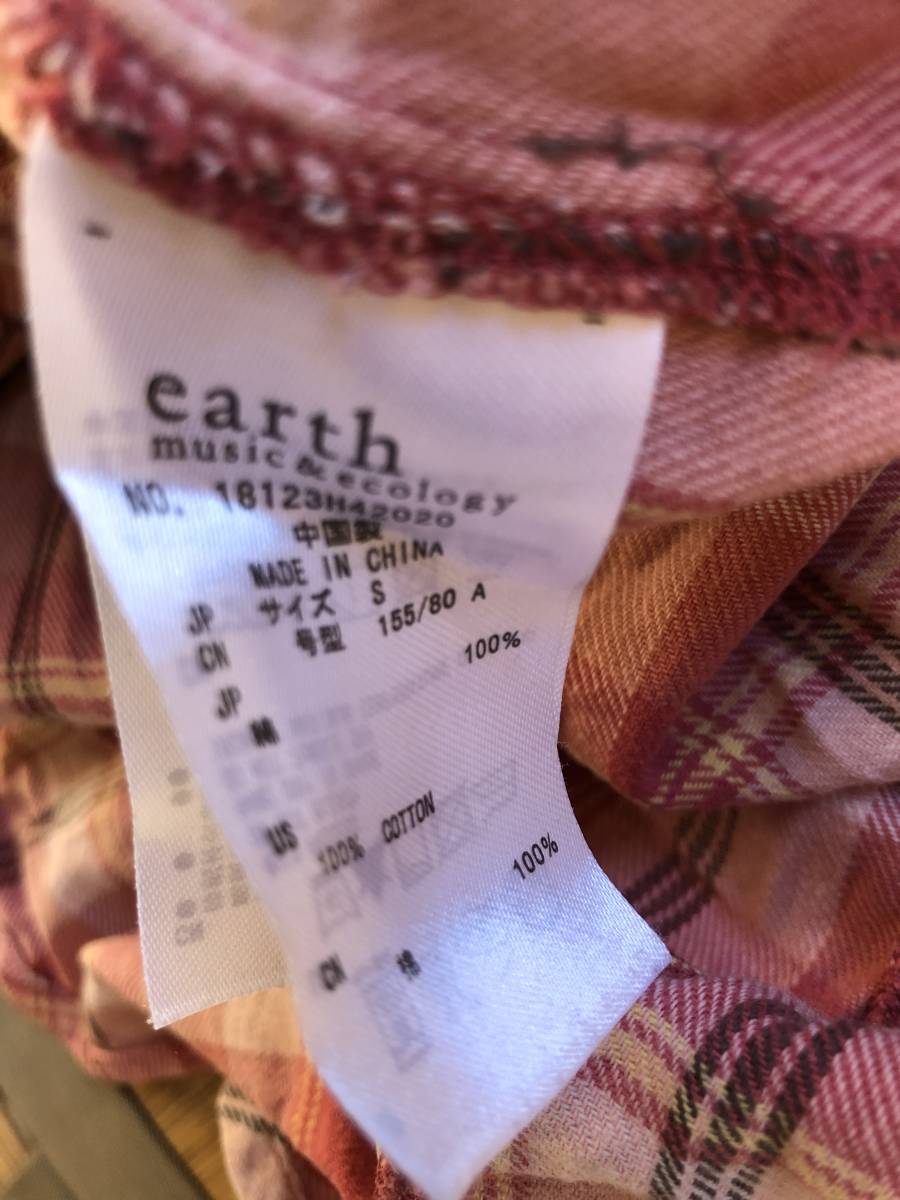 earth
music & ecology
NO. 18123H42020
中国製
MADE IN CHINA
JP サイズ S
CN 号型 155/80 A
JP 100%
US
100% COTTON
CN 棉 100%